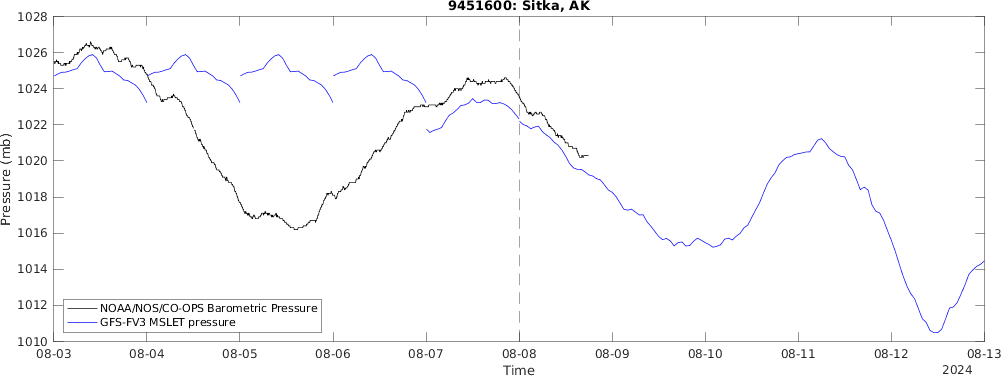 9451600: Sitka, AK
1028
1026
1024
1022
1020
1018
1016
1014
1012
1010
Pressure (mb)
NOAA/NOS/CO-OPS Barometric Pressure
GFS-FV3 MSLET pressure
08-03 08-04 08-05 08-06 08-07 08-08 08-09 08-10 08-11 08-12 08-13
Time
2024